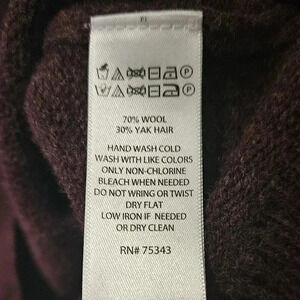 70% WOOL
30% YAK HAIR
HAND WASH COLD
WASH WITH LIKE COLORS
ONLY NON-CHLORINE
BLEACH WHEN NEEDED
DO NOT WRING OR TWIST
DRY FLAT
LOW IRON IF NEEDED
OR DRY CLEAN
RN# 75343